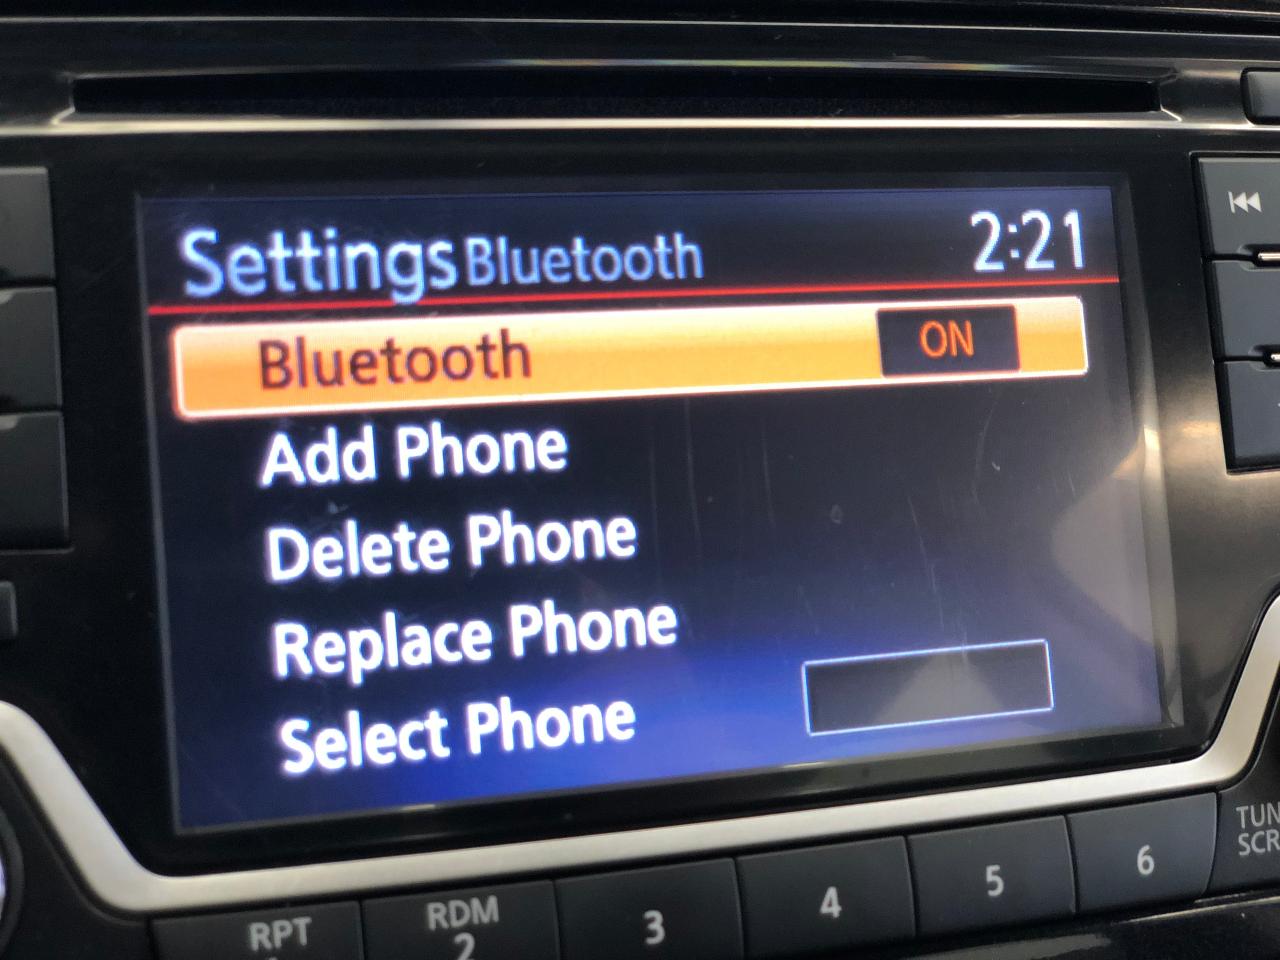 Settings Bluetooth 2:21
Bluetooth ON
Add Phone
Delete Phone
Replace Phone
Select Phone
RPT
RDM
2
3
4
5
6